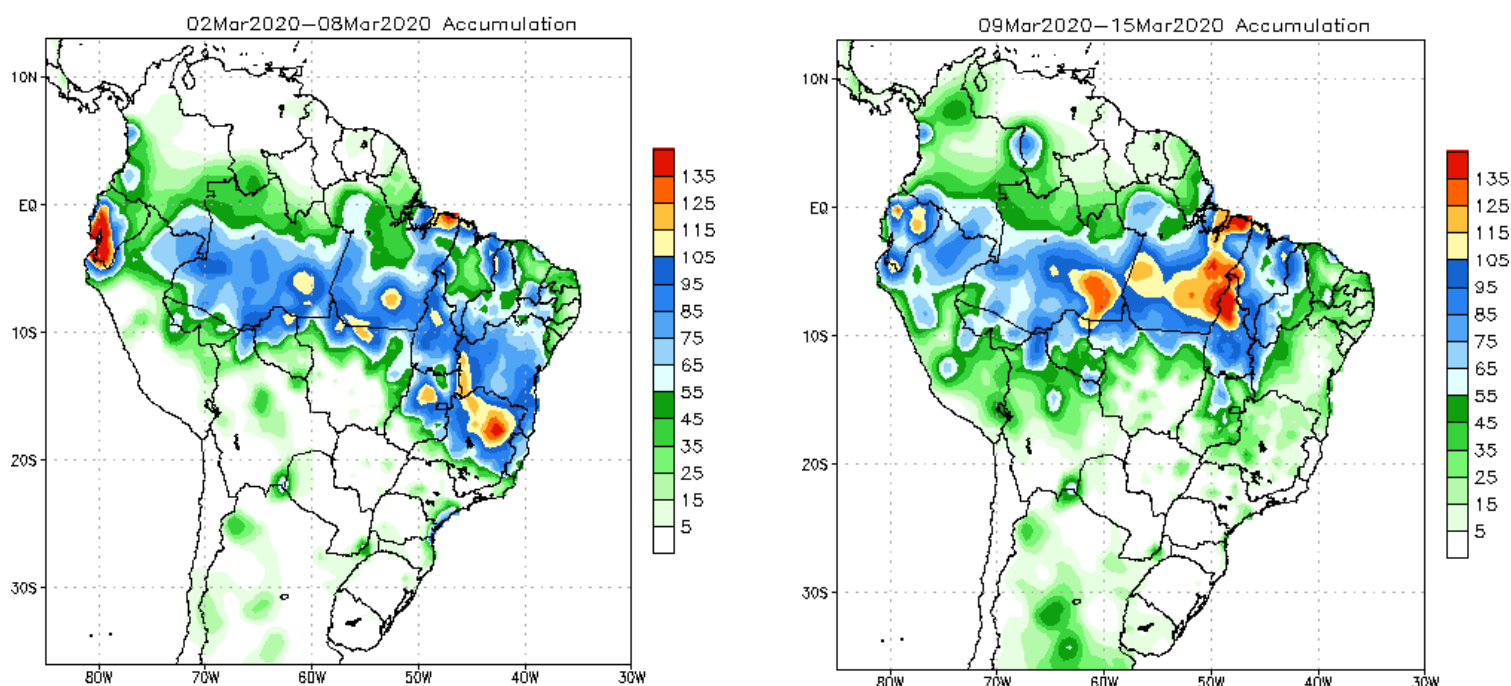 02Mar2020-08Mar2020 Accumulation
10N
EQ
10S
20S
30S
80W
70W
60W
50W
40W
30W
135
125
115
105
95
85
75
65
55
45
35
25
15
5
09Mar2020-15Mar2020 Accumulation
10N
EQ
10S
20S
30S
80W
70W
60W
50W
40W
30W
135
125
115
105
95
85
75
65
55
45
35
25
15
5